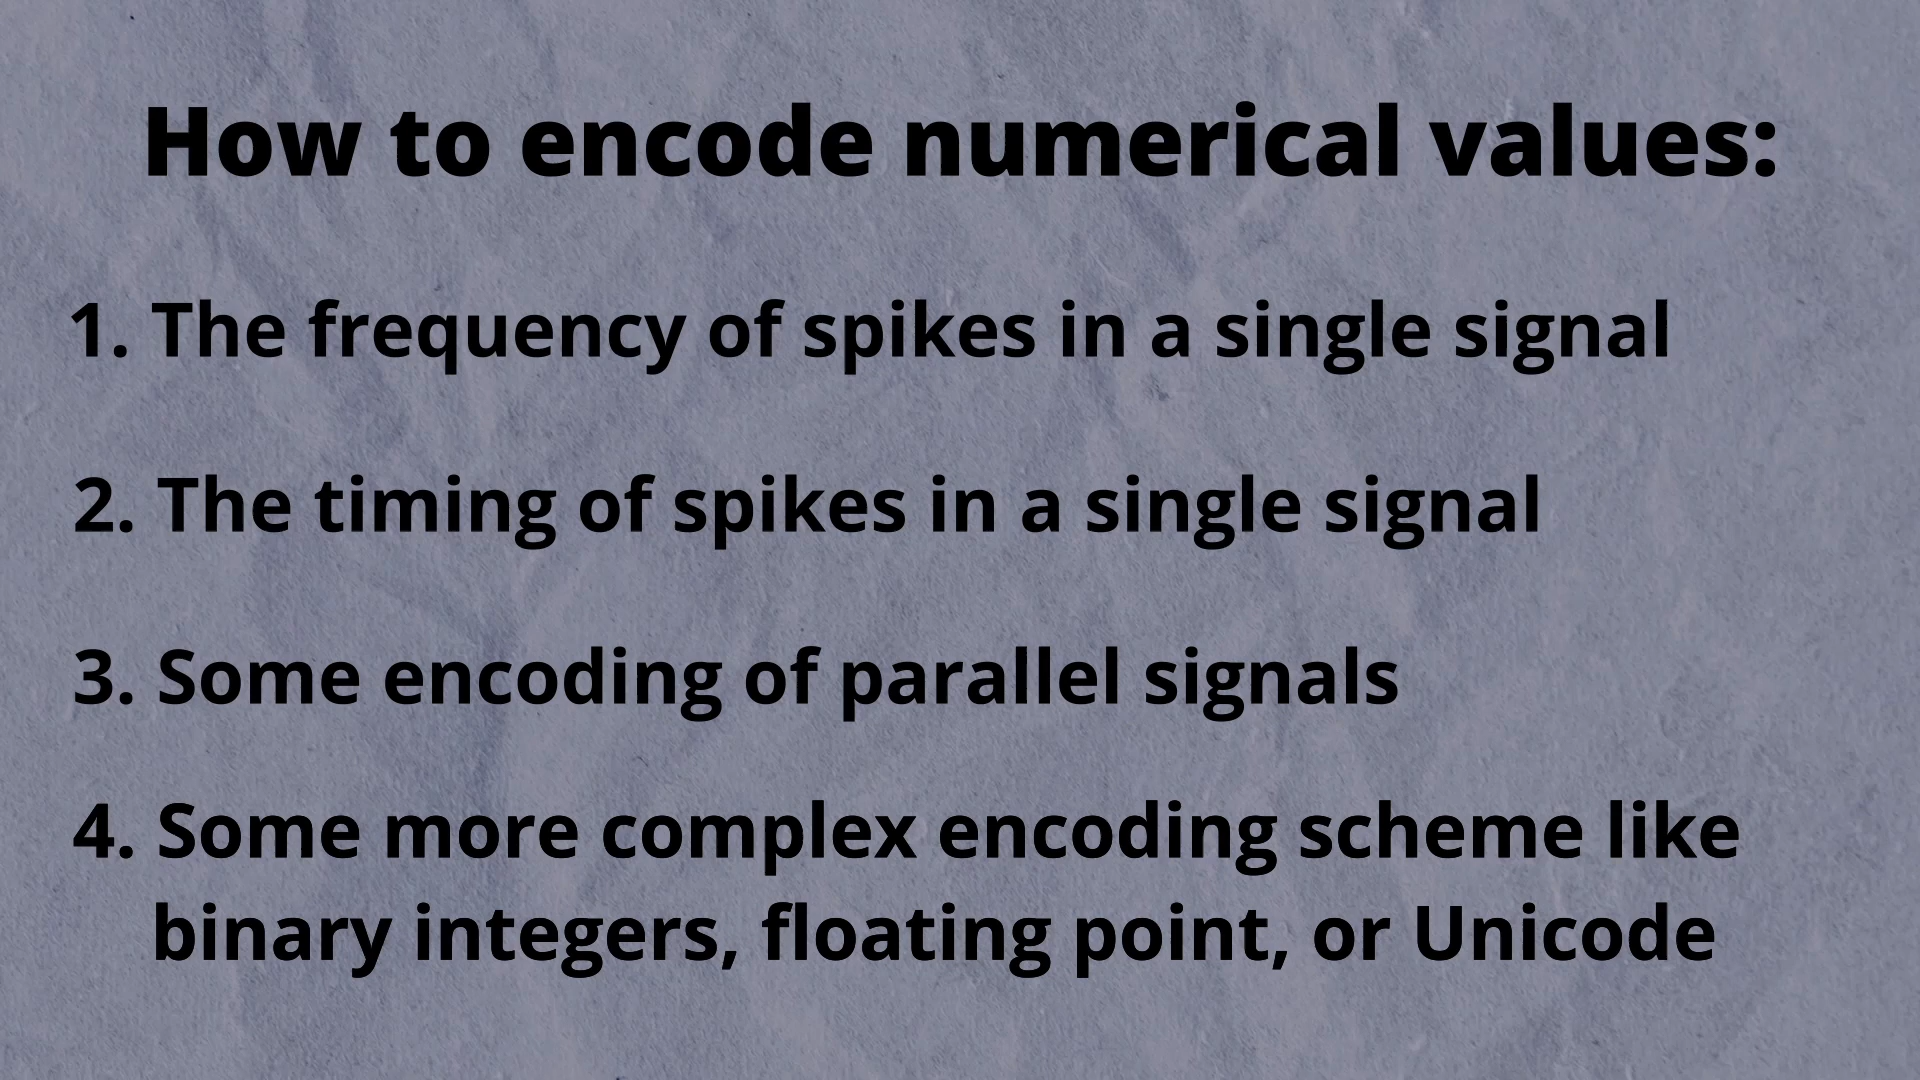 How to encode numerical values:
1. The frequency of spikes in a single signal
2. The timing of spikes in a single signal
3. Some encoding of parallel signals
4. Some more complex encoding scheme like
binary integers, floating point, or Unicode